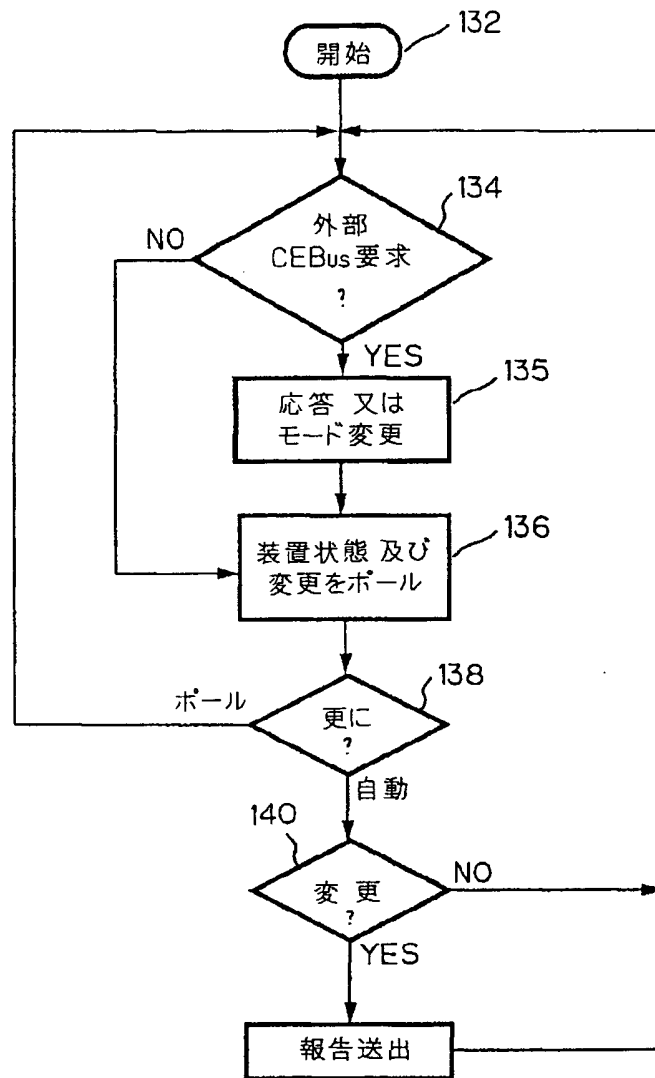 132
開始
134
外部
CEBus要求
?
NO
YES
135
応答 又は
モード変更
136
装置状態 及び
変更をポール
138
ポール
更に
?
自動
140
変更
?
NO
YES
報告送出